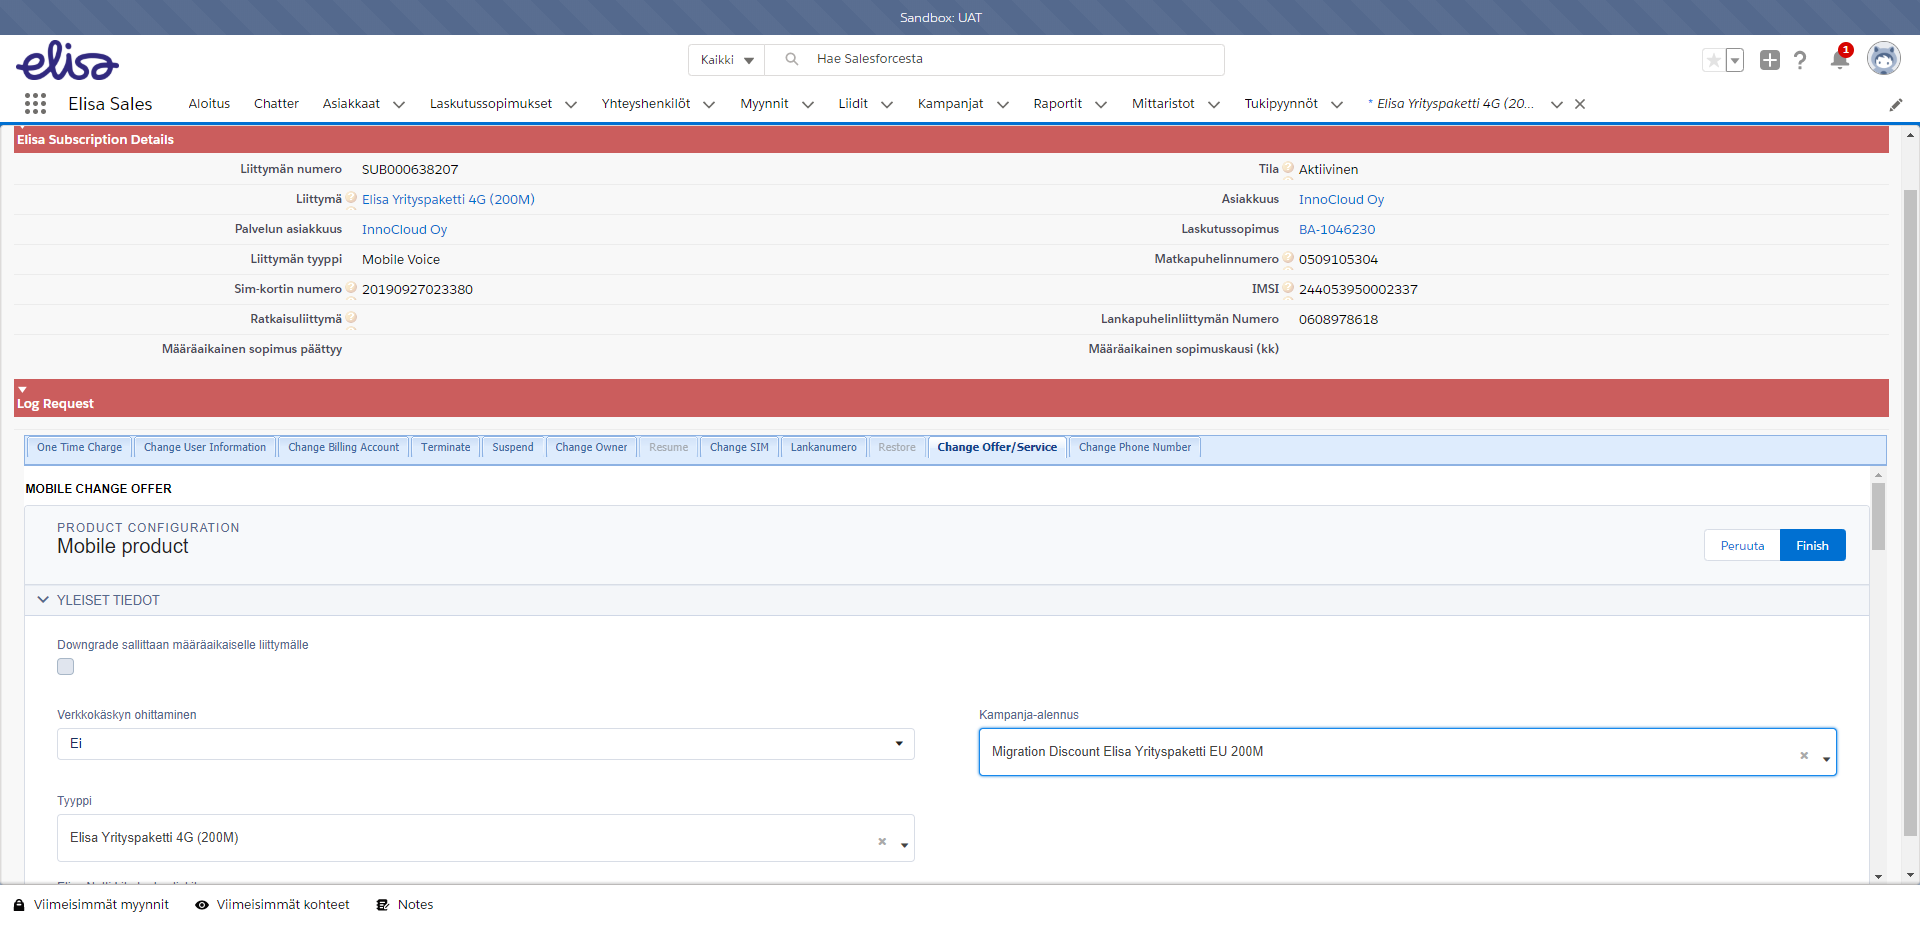 Sandbox: UAT
elisa
Kaikki
Hae Salesforcesta
1
Elisa Sales
Aloitus
Chatter
Asiakkaat
Laskutussopimukset
Yhteyshenkilöt
Myynnit
Liidit
Kampanjat
Raportit
Mittaristot
Tukipyynnöt
* Elisa Yrityspaketti 4G (20...
Elisa Subscription Details
Liittymän numero SUB000638207
Tila Aktiivinen
Liittymä Elisa Yrityspaketti 4G (200M)
Asiakkuus InnoCloud Oy
Palvelun asiakkuus InnoCloud Oy
Laskutussopimus BA-1046230
Liittymän tyyppi Mobile Voice
Matkapuhelinnumero 0509105304
Sim-kortin numero 20190927023380
IMSI 244053950002337
Ratkaisuliittymä
Lankapuhelinliittymän Numero 0608978618
Määräaikainen sopimus päättyy
Määräaikainen sopimuskausi (kk)
Log Request
One Time Charge
Change User Information
Change Billing Account
Terminate
Suspend
Change Owner
Resume
Change SIM
Lankanumero
Restore
Change Offer/Service
Change Phone Number
MOBILE CHANGE OFFER
PRODUCT CONFIGURATION
Mobile product
Peruuta
Finish
YLEISET TIEDOT
Downgrade sallittaan määräaikaiselle liittymälle
Verkkokäskyn ohittaminen
Ei
Kampanja-alennus
Migration Discount Elisa Yrityspaketti EU 200M
Tyyppi
Elisa Yrityspaketti 4G (200M)
Viimeisimmät myynnit
Viimeisimmät kohteet
Notes